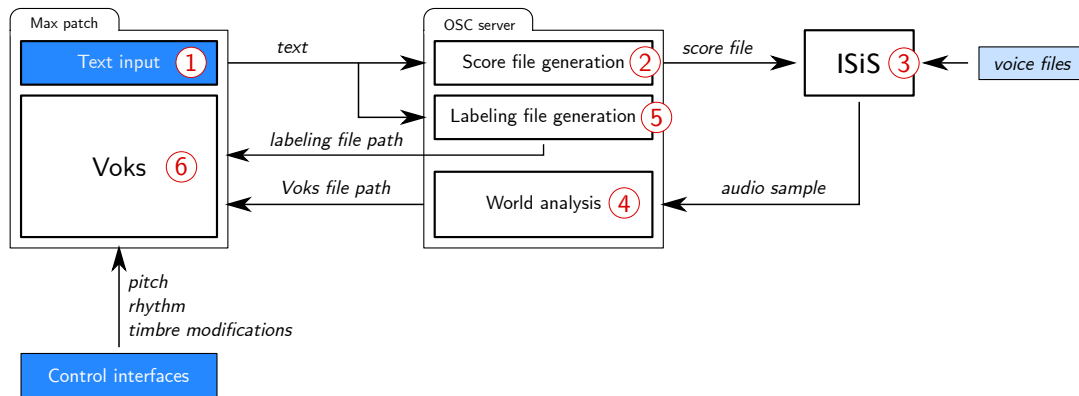 Max patch
OSC server
Text input 1
text
Score file generation 2
score file
ISiS 3
voice files
Labeling file generation 5
labeling file path
Voks 6
Voks file path
World analysis 4
audio sample
pitch
rhythm
timbre modifications
Control interfaces